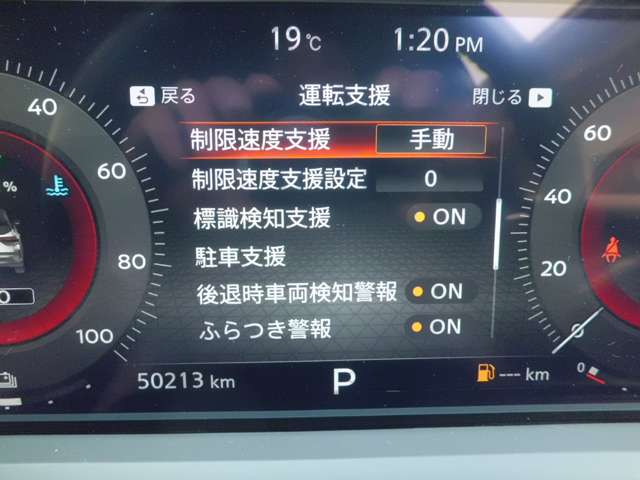 19℃ 1:20 PM
戻る 運転支援 閉じる
制限速度支援 手動
制限速度支援設定 0
標識検知支援 ON
駐車支援
後退時車両検知警報 ON
ふらつき警報 ON
40
60
80
100
%
0
60
40
20
0
50213 km P --- km
0